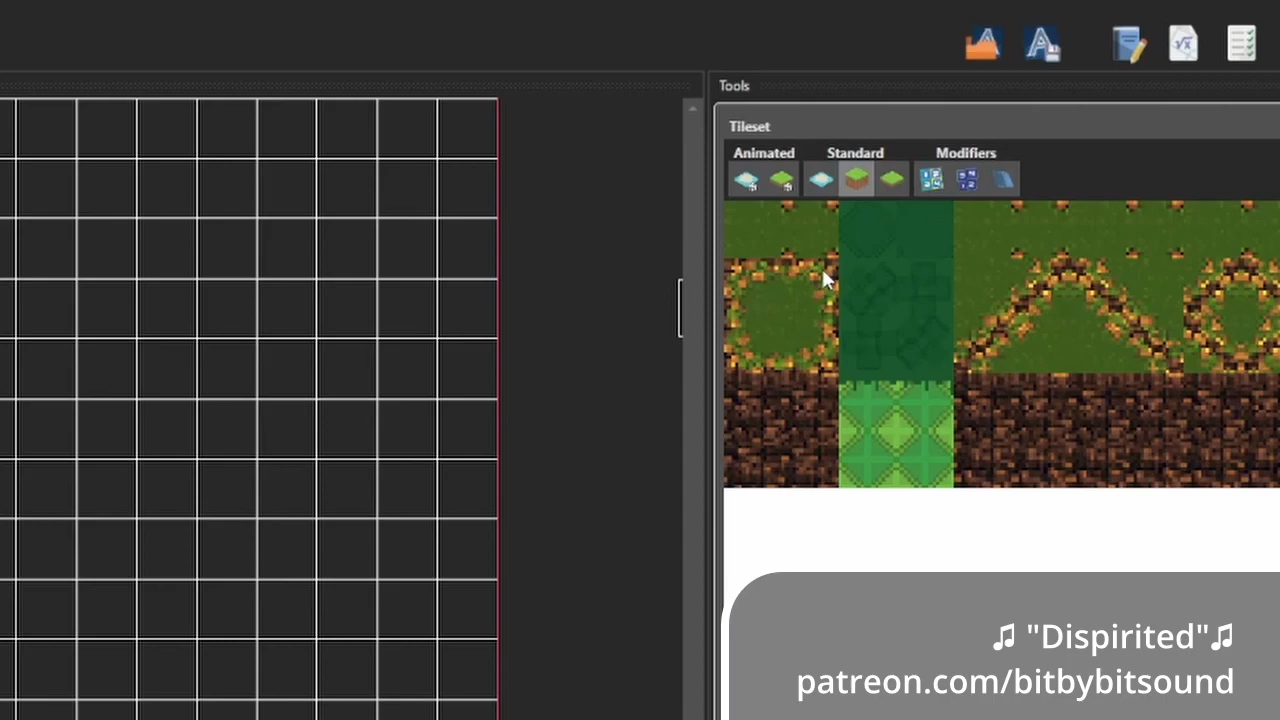 Tools
Tileset
Animated Standard Modifiers
♫ "Dispirited"♫
patreon.com/bitbybitsound